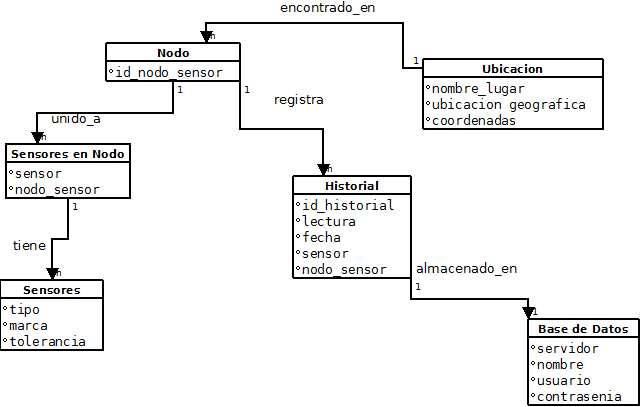 encontrado_en
n
Nodo
id_nodo_sensor
1
1
1
Ubicacion
nombre_lugar
ubicacion geografica
coordenadas
registra
unido_a
n
Sensores en Nodo
sensor
nodo_sensor
1
n
Historial
id_historial
lectura
fecha
sensor
nodo_sensor
tiene
n
Sensores
tipo
marca
tolerancia
almacenado_en
1
1
Base de Datos
servidor
nombre
usuario
contrasenia